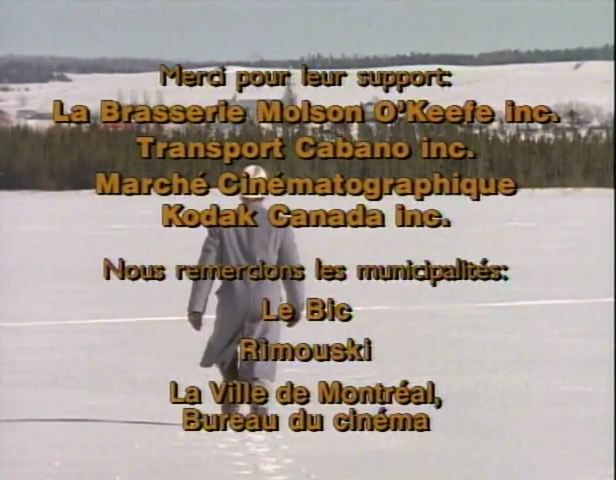 Merci pour leur support:
La Brasserie Molson O'Keefe inc.
Transport Cabano inc.
Marché Cinématographique
Kodak Canada inc.
Nous remercions les municipalités:
Le Bic
Rimouski
La Ville de Montréal,
Bureau du cinéma